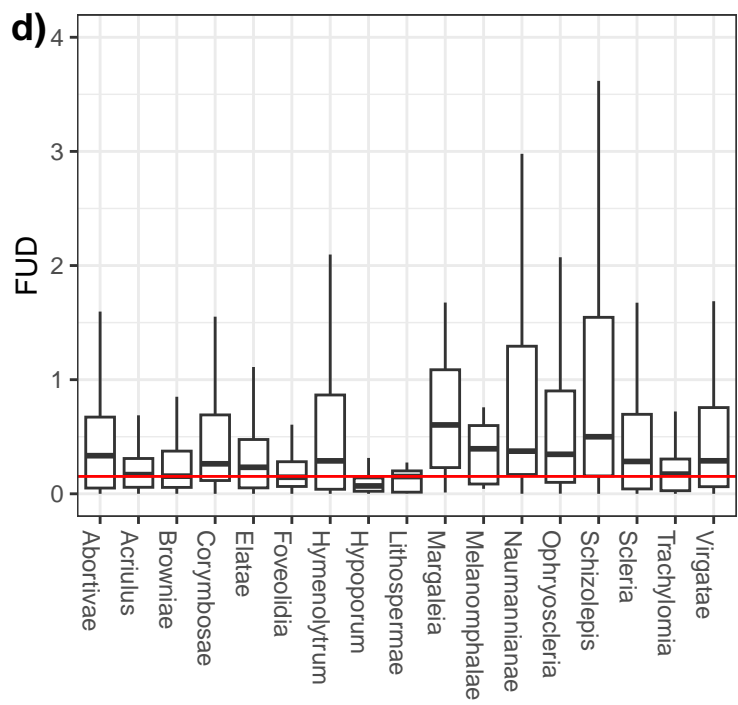 d)
4
3
2
1
0
FUD
Abortivae
Acriulus
Browniae
Corymbosae
Elatae
Foveolidia
Hymenolytrum
Hypoporum
Lithospermae
Margaleia
Melanomphalae
Naumannianae
Ophryoscleria
Schizolepis
Scleria
Trachylomia
Virgatae